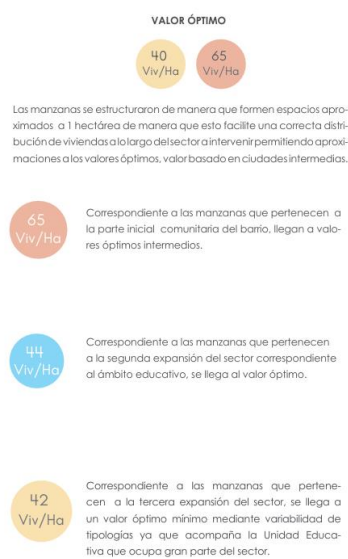 VALOR ÓPTIMO
40 65
Viv/Ha Viv/Ha
Las manzanas se estructuraron de manera que formen espacios apro-
ximados a 1 hectárea de manera que esto facilite una correcta distri-
bución de viviendas a lo largo del sector a intervenir permitiendo aproxi-
maciones a los valores óptimos, valor basado en ciudades intermedias.
65
Viv/Ha
Correspondiente a las manzanas que pertenecen a
la parte inicial comunitaria del barrio, llegan a valo-
res óptimos intermedios.
44
Viv/Ha
Correspondiente a las manzanas que pertenecen
a la segunda expansión del sector correspondiente
al ámbito educativo, se llega al valor óptimo.
42
Viv/Ha
Correspondiente a las manzanas que pertene-
cen a la tercera expansión del sector, se llega a
un valor óptimo mínimo mediante variabilidad de
tipologías ya que acompaña la Unidad Educa-
tiva que ocupa gran parte del sector.